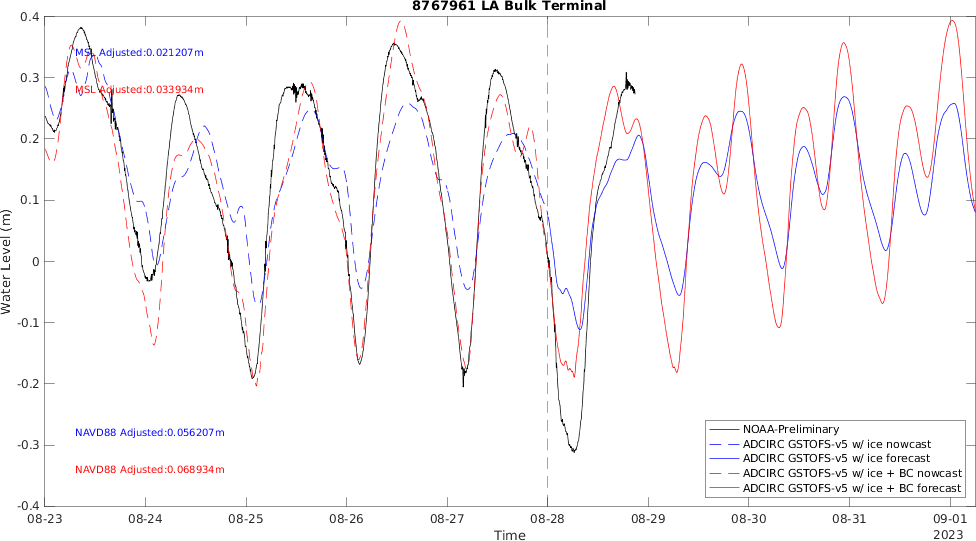 8767961 LA Bulk Terminal
0.4
0.3
0.2
0.1
0
-0.1
-0.2
-0.3
-0.4
Water Level (m)
MSL Adjusted:0.021207m
MSL Adjusted:0.033934m
NAVD88 Adjusted:0.056207m
NAVD88 Adjusted:0.068934m
NOAA-Preliminary
ADCIRC GSTOFS-v5 w/ ice nowcast
ADCIRC GSTOFS-v5 w/ ice forecast
ADCIRC GSTOFS-v5 w/ ice + BC nowcast
ADCIRC GSTOFS-v5 w/ ice + BC forecast
08-23 08-24 08-25 08-26 08-27 08-28 08-29 08-30 08-31 09-01
Time
2023